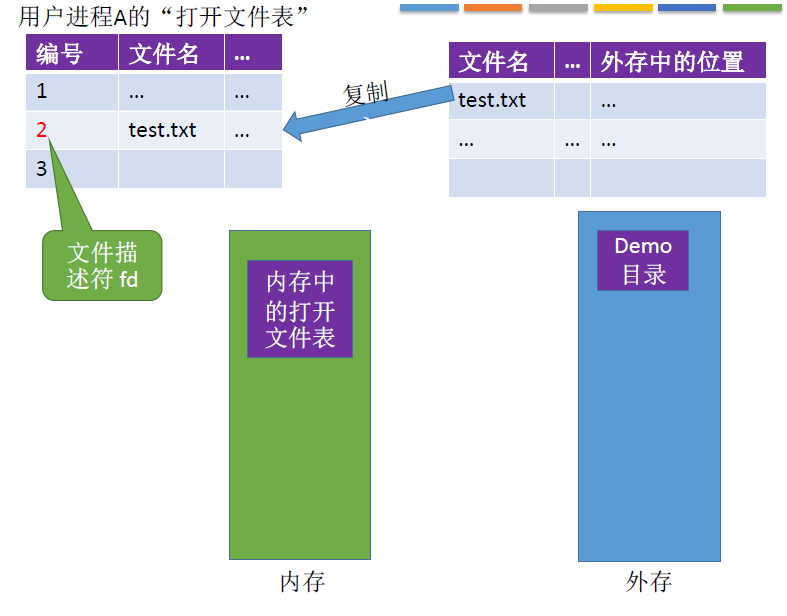 用户进程A的“打开文件表”
编号 文件名 ...
1 ... ...
2 test.txt ...
3
复制
文件名 ... 外存中的位置
test.txt ...
... ... ...
文件描
述符 fd
内存中
的打开
文件表
Demo
目录
内存
外存